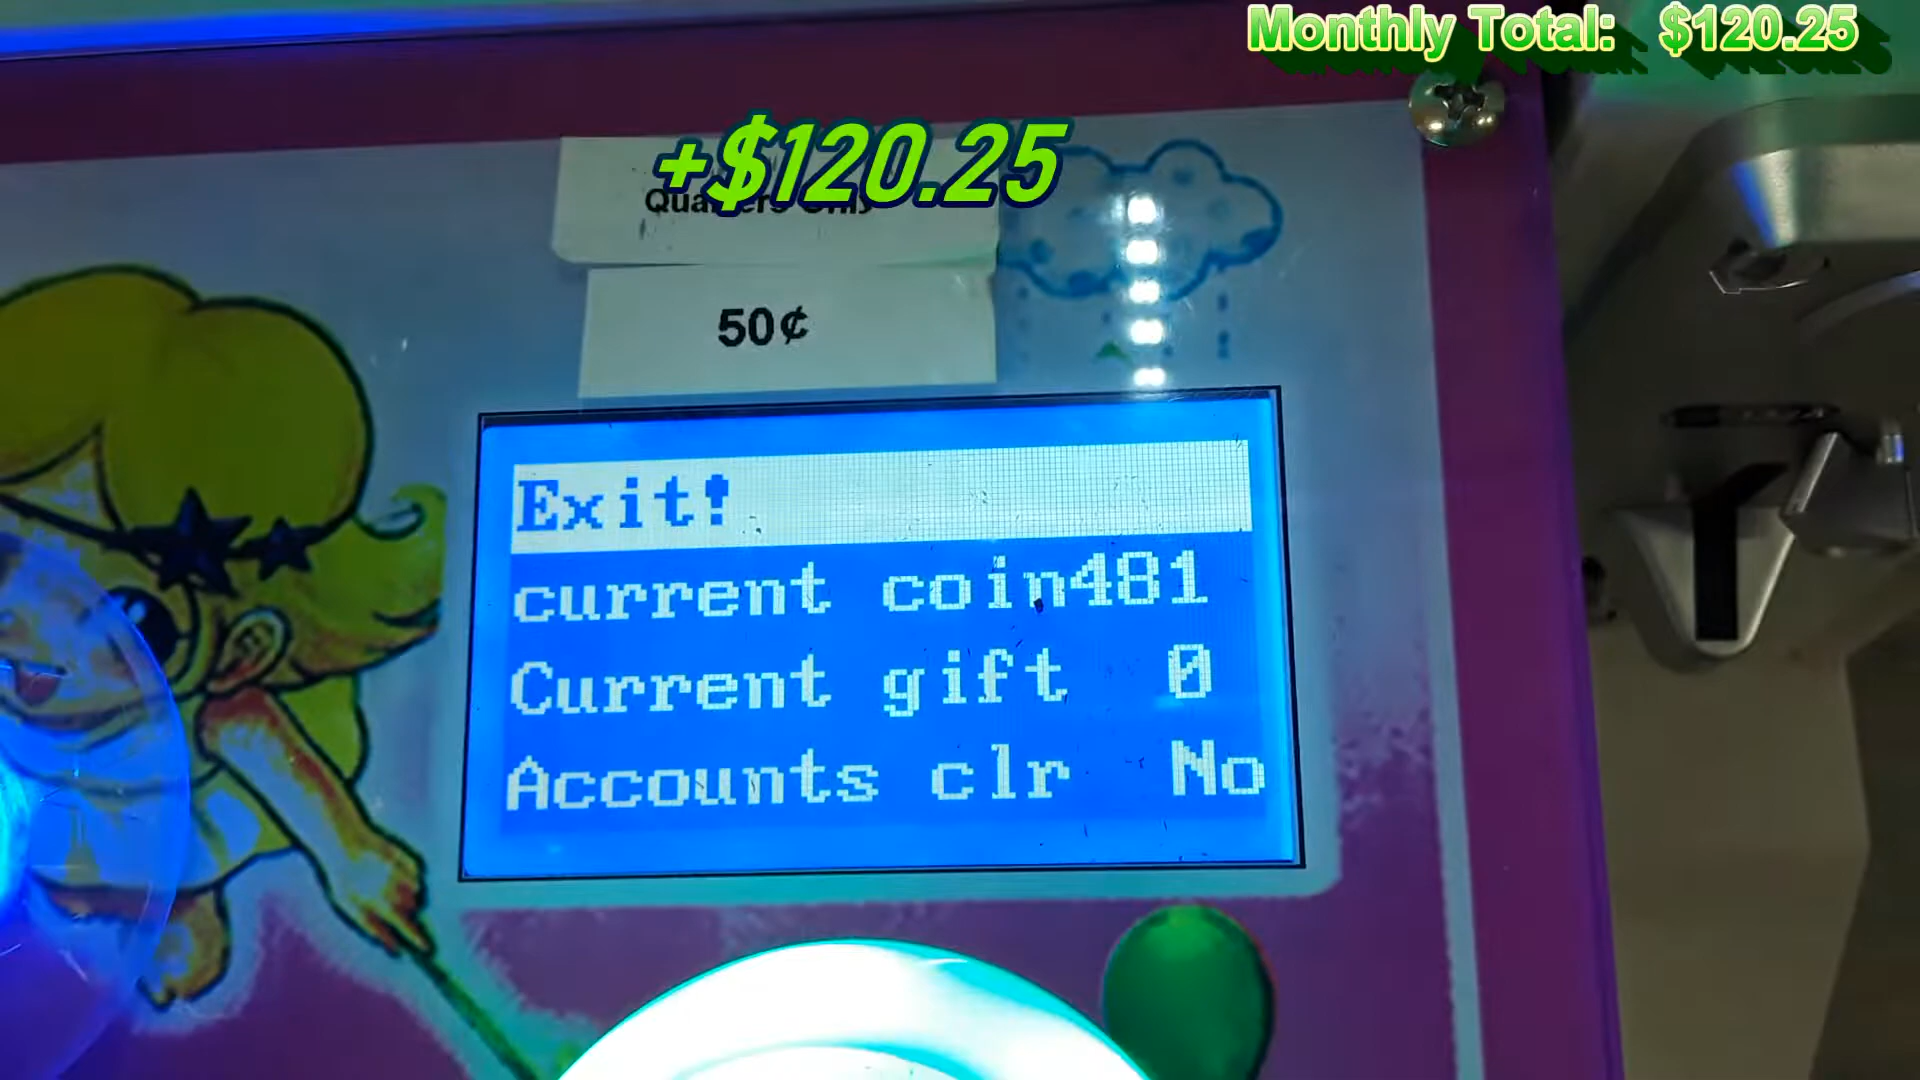 Monthly Total: $120.25
+$120.25
Quarters Only
50¢
Exit!
current coin481
Current gift 0
Accounts clr No